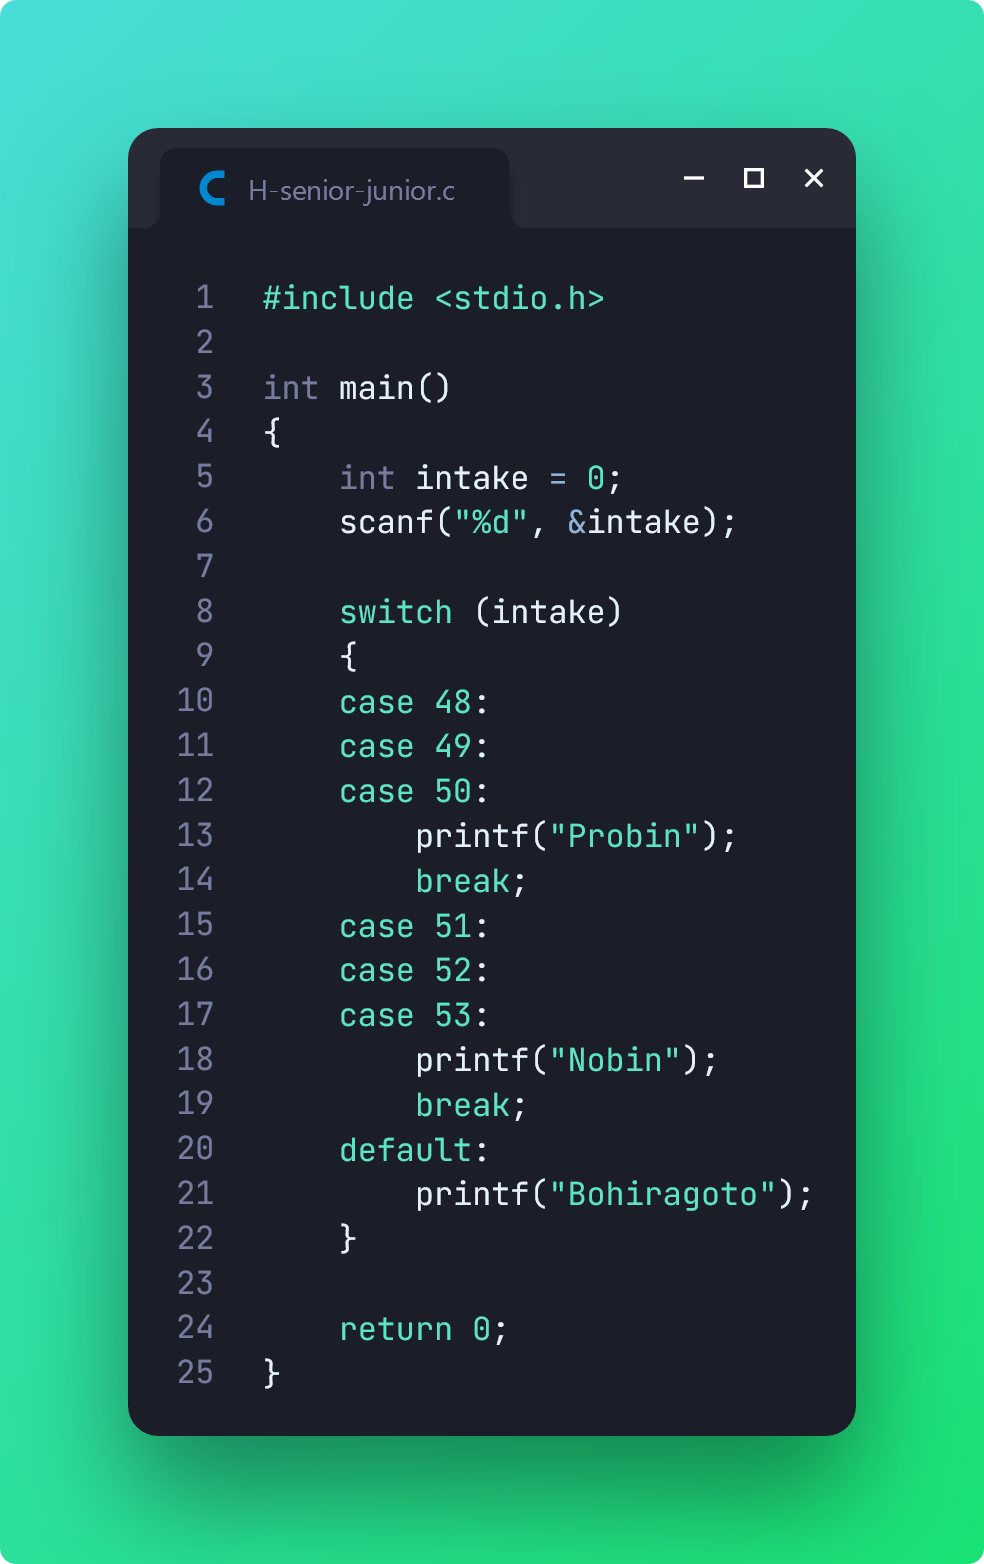 H-senior-junior.c
1 #include <stdio.h>
2
3 int main()
4 {
5     int intake = 0;
6     scanf("%d", &intake);
7
8     switch (intake)
9     {
10     case 48:
11     case 49:
12     case 50:
13         printf("Probin");
14         break;
15     case 51:
16     case 52:
17     case 53:
18         printf("Nobin");
19         break;
20     default:
21         printf("Bohiragoto");
22     }
23
24     return 0;
25 }